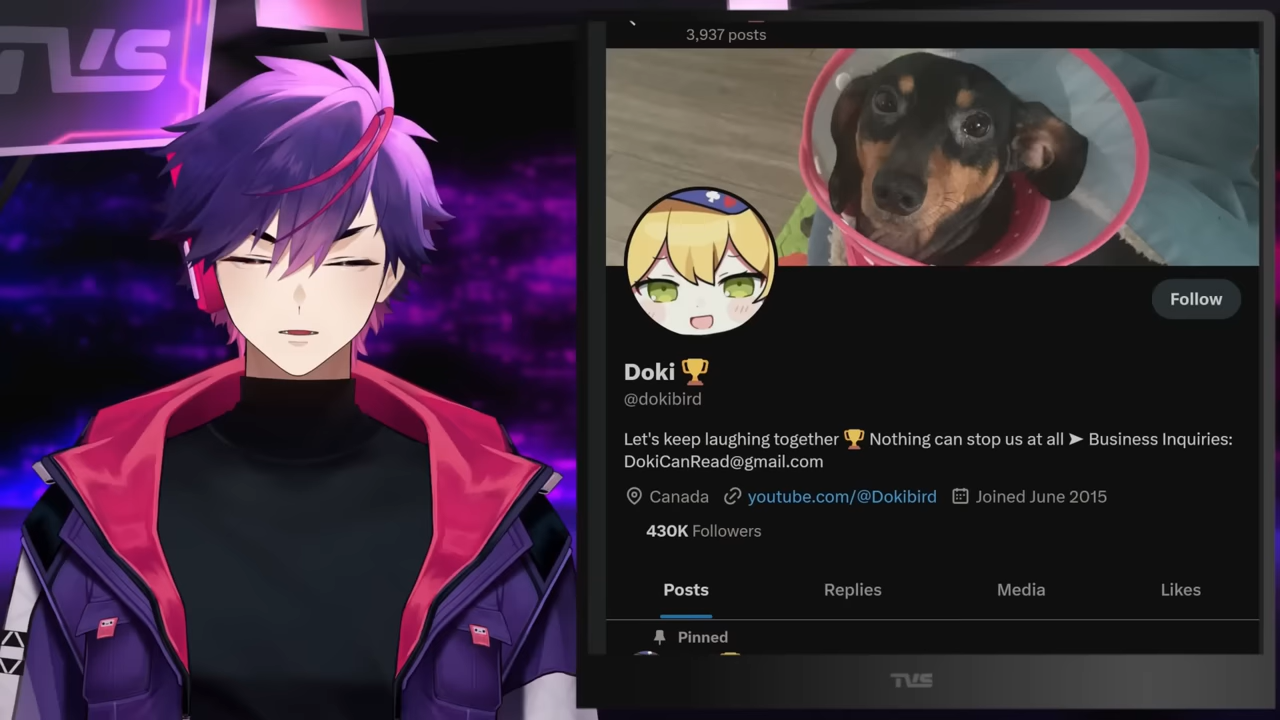 TVS
3,937 posts
Follow
Doki 🏆
@dokibird
Let's keep laughing together 🏆 Nothing can stop us at all ➤ Business Inquiries:
DokiCanRead@gmail.com
Canada youtube.com/@Dokibird Joined June 2015
430K Followers
Posts Replies Media Likes
Pinned
TVS